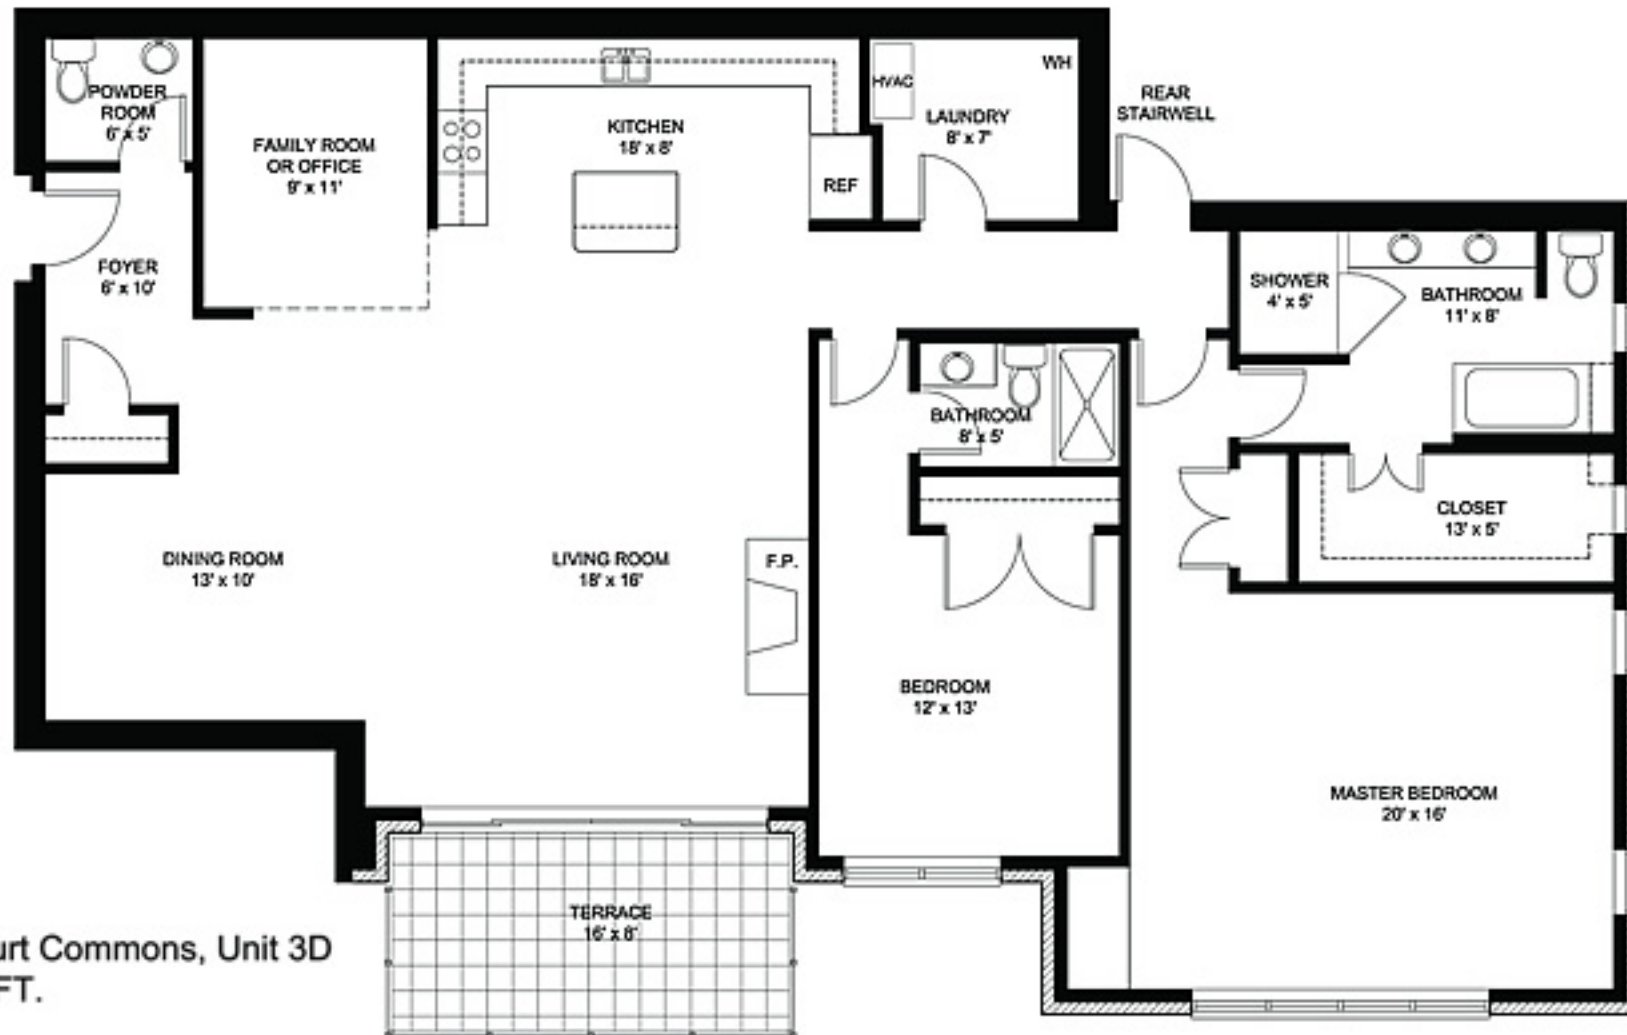 POWDER
ROOM
6' x 5'
FAMILY ROOM
OR OFFICE
9' x 11'
KITCHEN
18' x 8'
REF
HVAC
WH
LAUNDRY
8' x 7'
REAR
STAIRWELL
FOYER
6' x 10'
SHOWER
4' x 5'
BATHROOM
11' x 8'
BATHROOM
8' x 5'
CLOSET
13' x 5'
DINING ROOM
13' x 10'
LIVING ROOM
18' x 16'
F.P.
BEDROOM
12' x 13'
MASTER BEDROOM
20' x 16'
TERRACE
16' x 8'
Commons, Unit 3D
FT.